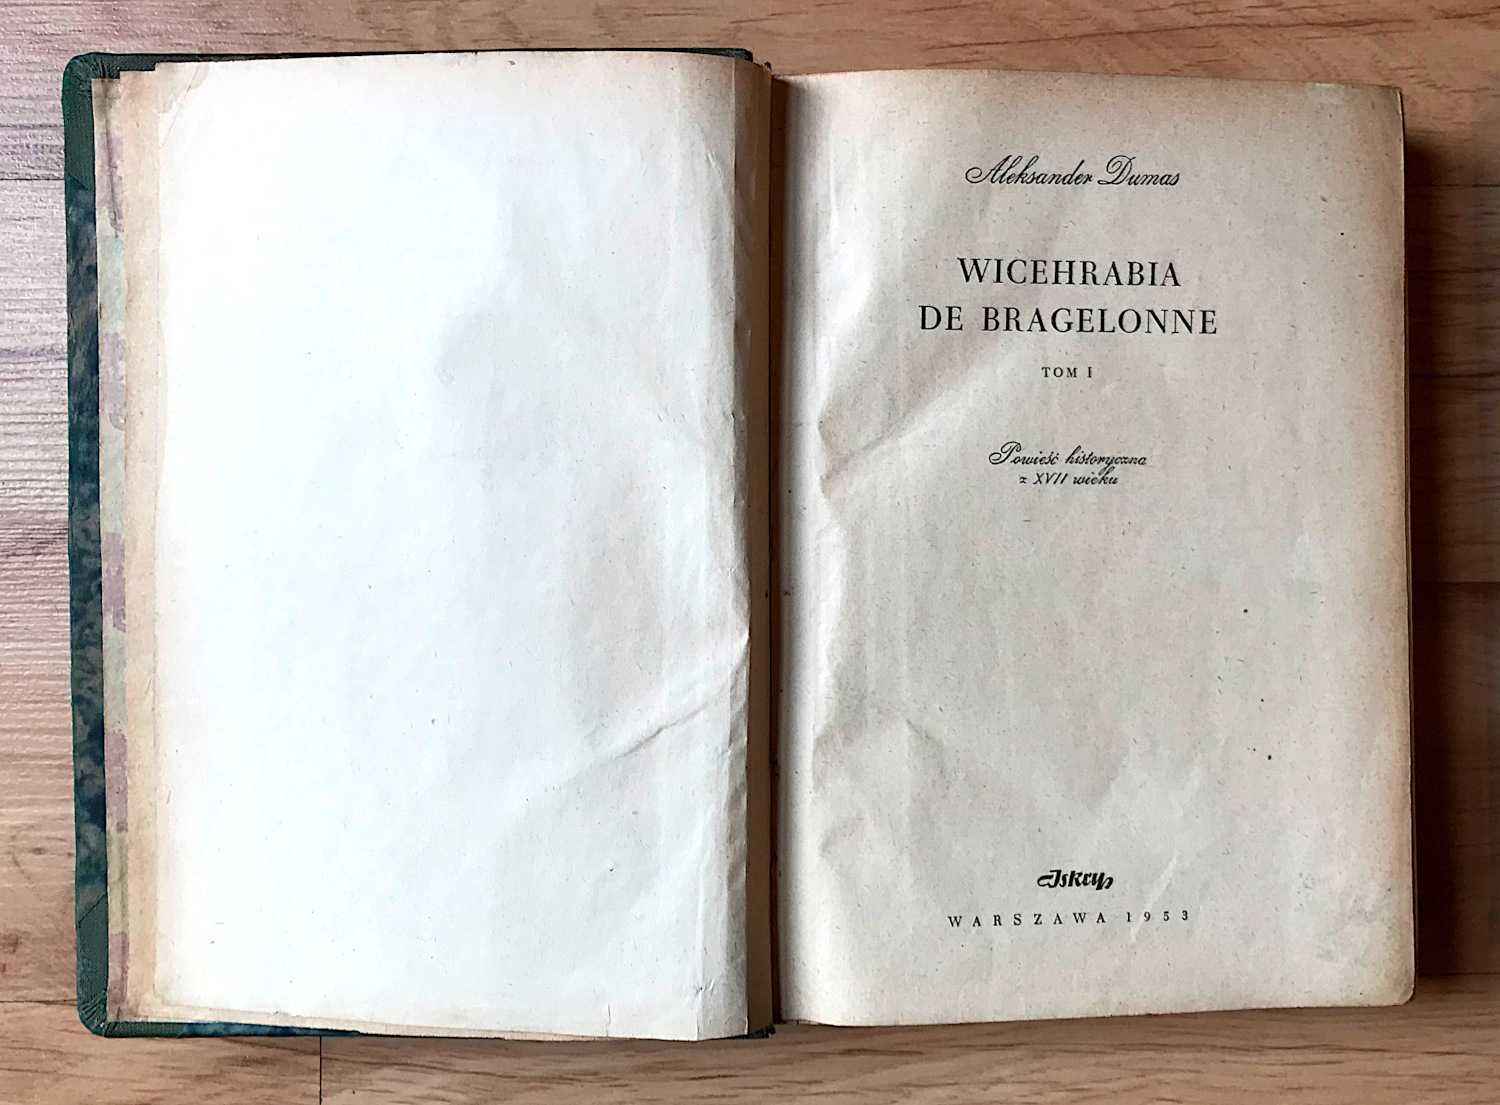 Aleksander Dumas
WICEHRABIA
DE BRAGELONNE
TOM I
Powieść historyczna
z XVII wieku
Iskry
WARSZAWA 1953